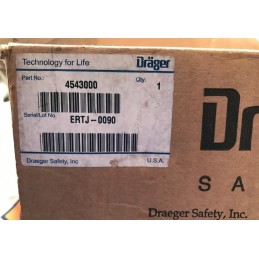 Technology for Life
Dräger
Part No.:
4543000
Qty:
1
Serial/Lot No.
ERTJ-0090
Draeger Safety, Inc.
U.S.A.
Dr
S A
Draeger Safety, Inc